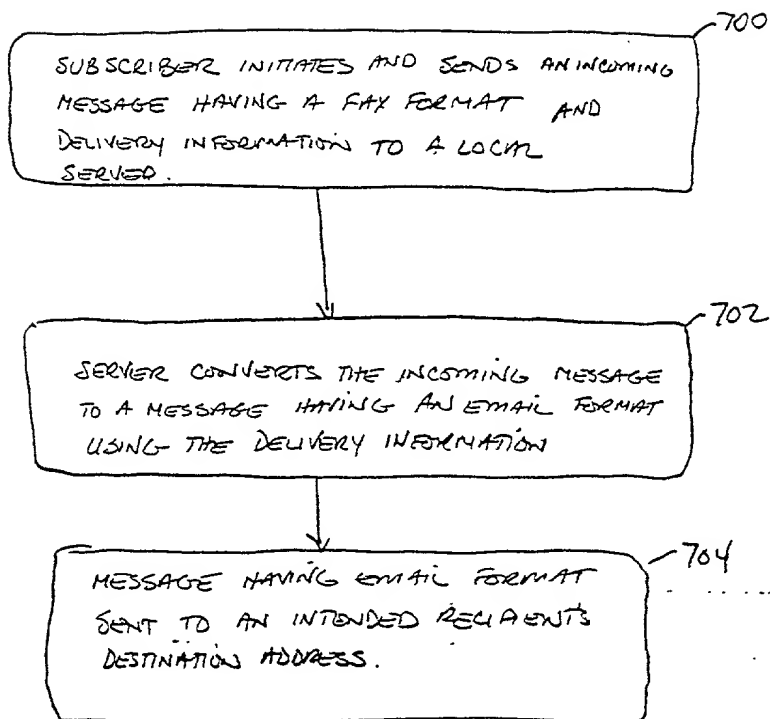 700
SUBSCRIBER INITIATES AND SENDS AN INCOMING
MESSAGE HAVING A FAX FORMAT AND
DELIVERY INFORMATION TO A LOCAL
SERVED.
702
SERVER CONVERTS THE INCOMING MESSAGE
TO A MESSAGE HAVING AN EMAIL FORMAT
USING THE DELIVERY INFORMATION
704
MESSAGE HAVING EMAIL FORMAT
SENT TO AN INTENDED RECIPIENT'S
DESTINATION ADDRESS.